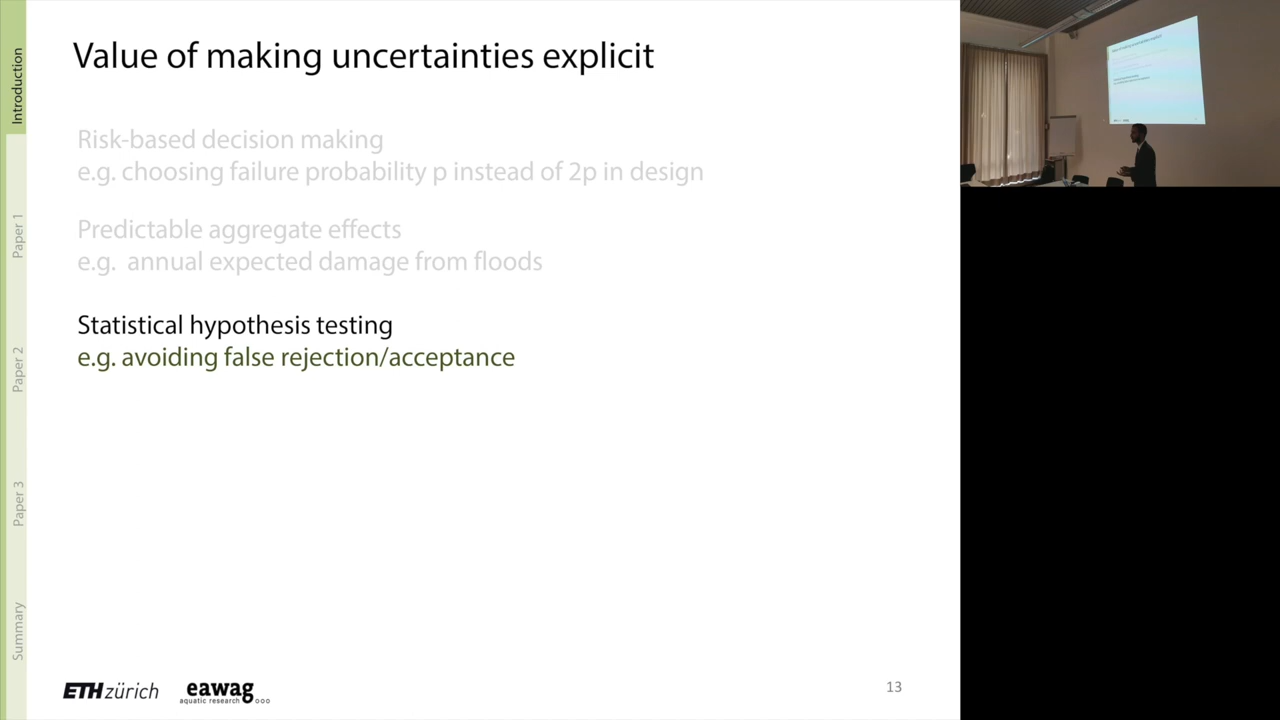 Value of making uncertainties explicit
Risk-based decision making
e.g. choosing failure probability p instead of 2p in design
Predictable aggregate effects
e.g. annual expected damage from floods
Statistical hypothesis testing
e.g. avoiding false rejection/acceptance
Introduction
Paper 1
Paper 2
Paper 3
Summary
ETH zürich
eawag
aquatic research
13